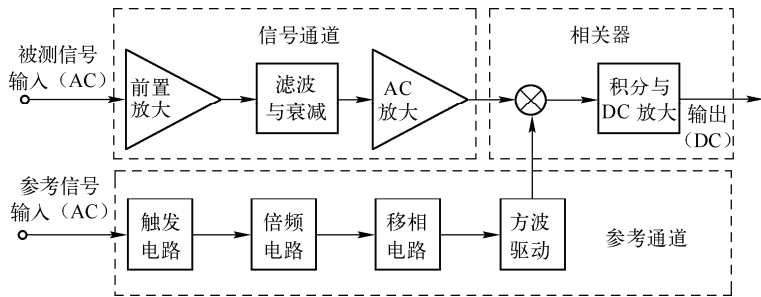 信号通道
相关器
被测信号
输入（AC）
前置
放大
滤波
与衰减
AC
放大
积分与
DC 放大
输出
（DC）
参考信号
输入（AC）
触发
电路
倍频
电路
移相
电路
方波
驱动
参考通道